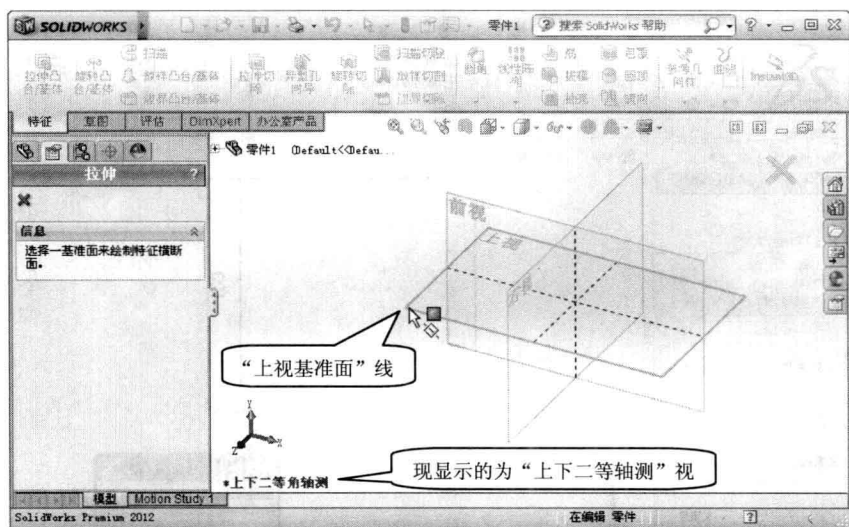 SOLIDWORKS
零件1
搜索 SolidWorks 帮助
拉伸凸台/基体
旋转凸台/基体
扫描
放样凸台/基体
边界凸台/基体
拉伸切除
异型孔向导
旋转切除
扫描切除
放样切割
边界切除
圆角
线性阵列
筋
拔模
抽壳
包覆
圆顶
镜向
参考几何体
曲线
Instant3D
特征
草图
评估
DimXpert
办公室产品
零件1 (Default<<Defau...
拉伸
?
信息
选择一基准面来绘制特征横断面。
前视
上视
“上视基准面”线
Y
X
Z
现显示的为“上下二等轴测”视
*上下二等角轴测
模型
Motion Study 1
SolidWorks Premium 2012
在编辑 零件